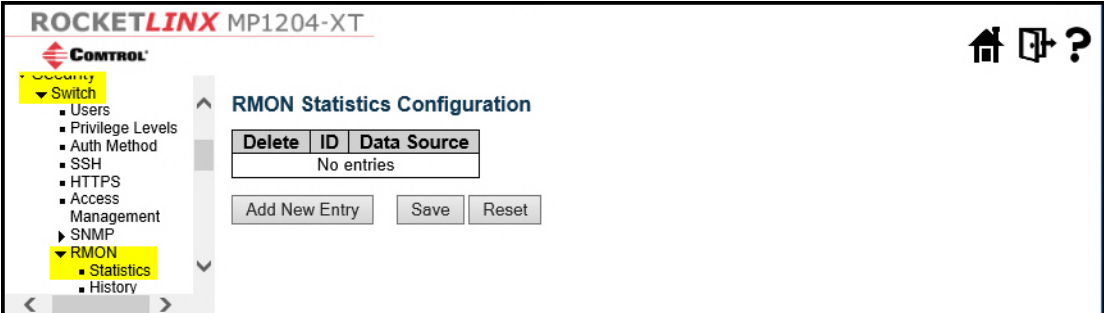 ROCKETLINX MP1204-XT
COMTROL
?
Security
Switch
Users
Privilege Levels
Auth Method
SSH
HTTPS
Access
Management
SNMP
RMON
Statistics
History
RMON Statistics Configuration
Delete ID Data Source
No entries
Add New Entry Save Reset